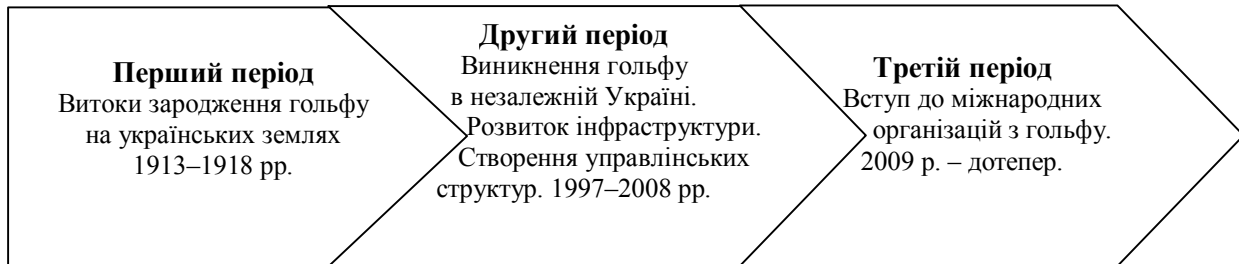 Перший період
Витоки зародження гольфу
на українських землях
1913–1918 рр.
Другий період
Виникнення гольфу
в незалежній Україні.
Розвиток інфраструктури.
Створення управлінських
структур. 1997–2008 рр.
Третій період
Вступ до міжнародних
організацій з гольфу.
2009 р. – дотепер.